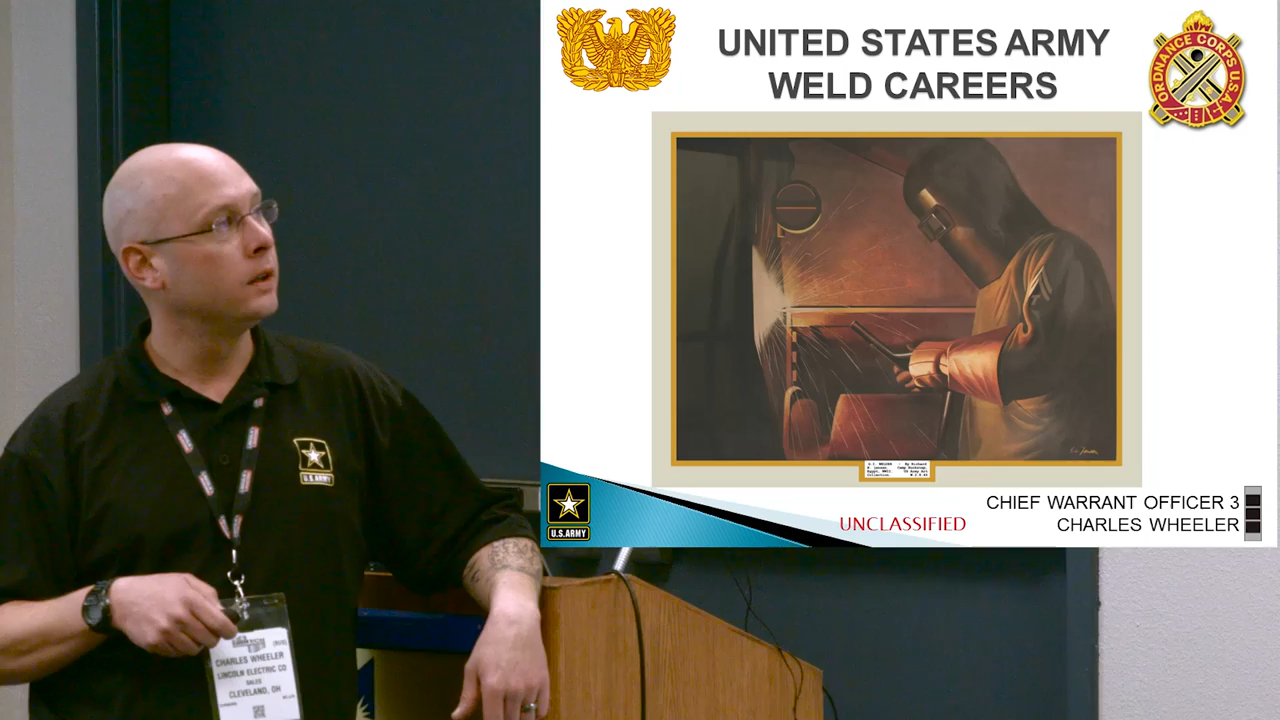 UNITED STATES ARMY
WELD CAREERS
ORDNANCE CORPS U.S.A.
U.S.ARMY
UNCLASSIFIED
CHIEF WARRANT OFFICER 3
CHARLES WHEELER
U.S.ARMY
CHARLES WHEELER
LINCOLN ELECTRIC CO
SALES
CLEVELAND, OH